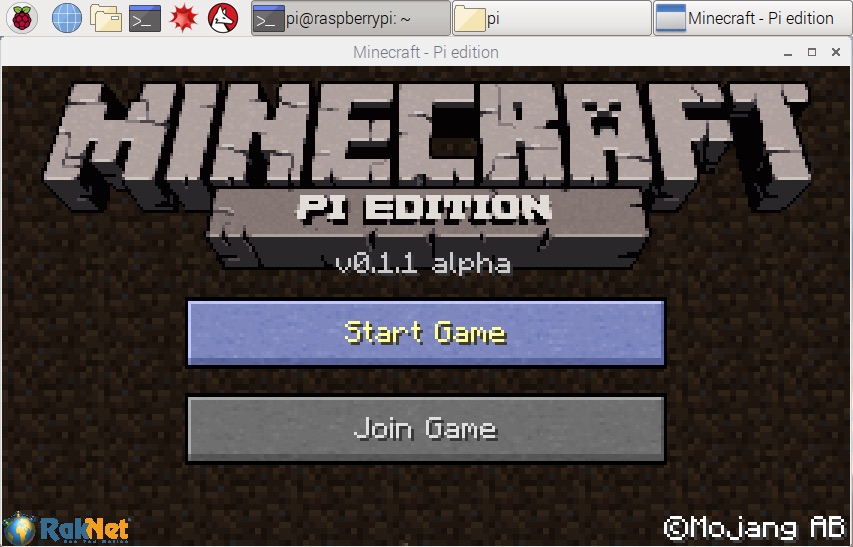 pi@raspberrypi: ~
pi
Minecraft - Pi edition
Minecraft - Pi edition
MINECRAFT
PI EDITION
v0.1.1 alpha
Start Game
Join Game
RakNet
©Mojang AB